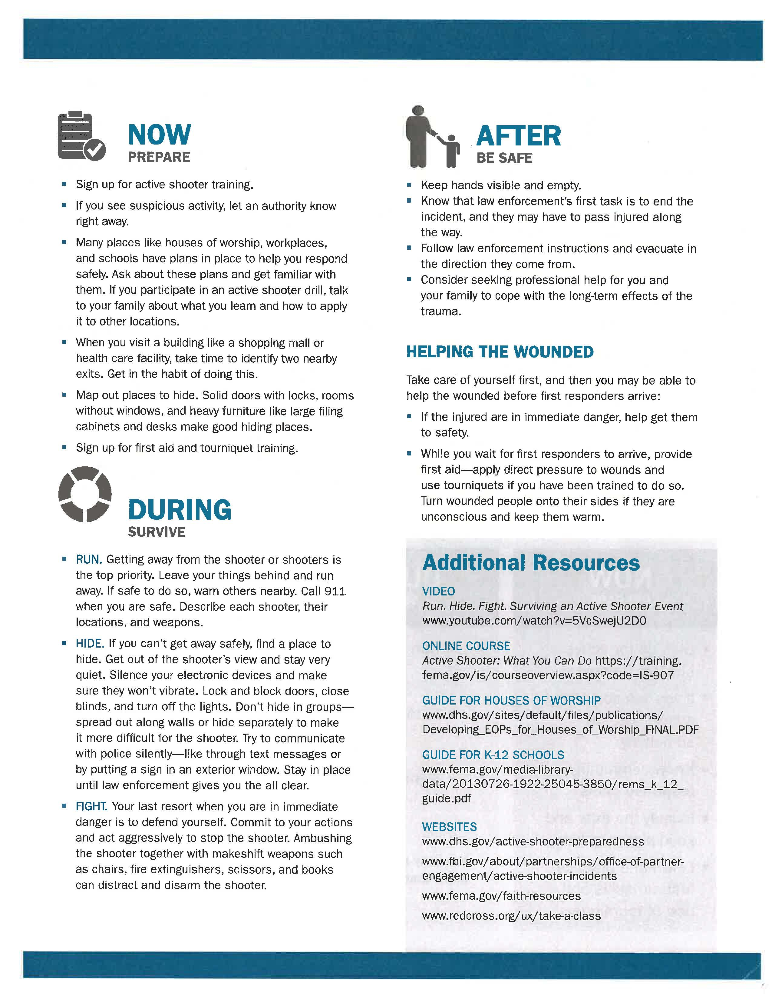 NOW
PREPARE
Sign up for active shooter training.
If you see suspicious activity, let an authority know
right away.
Many places like houses of worship, workplaces,
and schools have plans in place to help you respond
safely. Ask about these plans and get familiar with
them. If you participate in an active shooter drill, talk
to your family about what you learn and how to apply
it to other locations.
When you visit a building like a shopping mall or
health care facility, take time to identify two nearby
exits. Get in the habit of doing this.
Map out places to hide. Solid doors with locks, rooms
without windows, and heavy furniture like large filing
cabinets and desks make good hiding places.
Sign up for first aid and tourniquet training.
DURING
SURVIVE
RUN. Getting away from the shooter or shooters is
the top priority. Leave your things behind and run
away. If safe to do so, warn others nearby. Call 911
when you are safe. Describe each shooter, their
locations, and weapons.
HIDE. If you can't get away safely, find a place to
hide. Get out of the shooter's view and stay very
quiet. Silence your electronic devices and make
sure they won't vibrate. Lock and block doors, close
blinds, and turn off the lights. Don't hide in groups—
spread out along walls or hide separately to make
it more difficult for the shooter. Try to communicate
with police silently—like through text messages or
by putting a sign in an exterior window. Stay in place
until law enforcement gives you the all clear.
FIGHT. Your last resort when you are in immediate
danger is to defend yourself. Commit to your actions
and act aggressively to stop the shooter. Ambushing
the shooter together with makeshift weapons such
as chairs, fire extinguishers, scissors, and books
can distract and disarm the shooter.
AFTER
BE SAFE
Keep hands visible and empty.
Know that law enforcement's first task is to end the
incident, and they may have to pass injured along
the way.
Follow law enforcement instructions and evacuate in
the direction they come from.
Consider seeking professional help for you and
your family to cope with the long-term effects of the
trauma.
HELPING THE WOUNDED
Take care of yourself first, and then you may be able to
help the wounded before first responders arrive:
If the injured are in immediate danger, help get them
to safety.
While you wait for first responders to arrive, provide
first aid—apply direct pressure to wounds and
use tourniquets if you have been trained to do so.
Turn wounded people onto their sides if they are
unconscious and keep them warm.
Additional Resources
VIDEO
Run. Hide. Fight. Surviving an Active Shooter Event
www.youtube.com/watch?v=5VcSwejU2D0
ONLINE COURSE
Active Shooter: What You Can Do https://training.
fema.gov/is/courseoverview.aspx?code=IS-907
GUIDE FOR HOUSES OF WORSHIP
www.dhs.gov/sites/default/files/publications/
Developing_EOPs_for_Houses_of_Worship_FINAL.PDF
GUIDE FOR K-12 SCHOOLS
www.fema.gov/media-library-
data/20130726-1922-25045-3850/rems_k_12_
guide.pdf
WEBSITES
www.dhs.gov/active-shooter-preparedness
www.fbi.gov/about/partnerships/office-of-partner-
engagement/active-shooter-incidents
www.fema.gov/faith-resources
www.redcross.org/ux/take-a-class